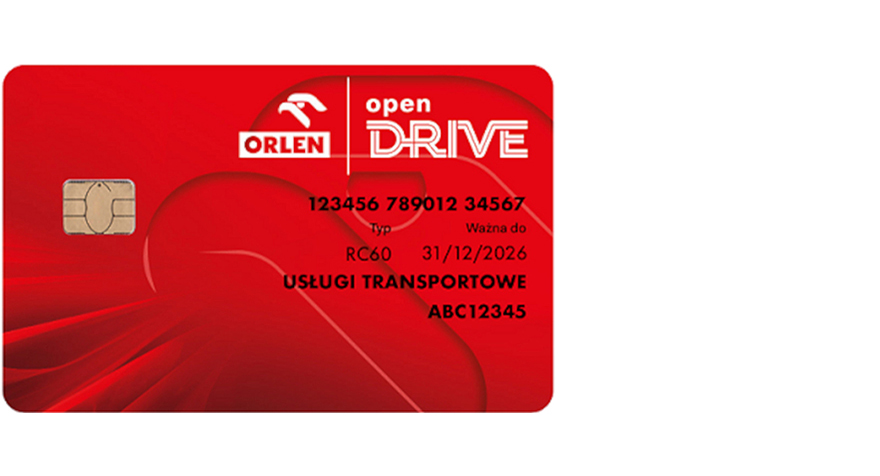 ORLEN
open
DRIVE
123456 789012 34567
Typ Ważna do
RC60 31/12/2026
USŁUGI TRANSPORTOWE
ABC12345